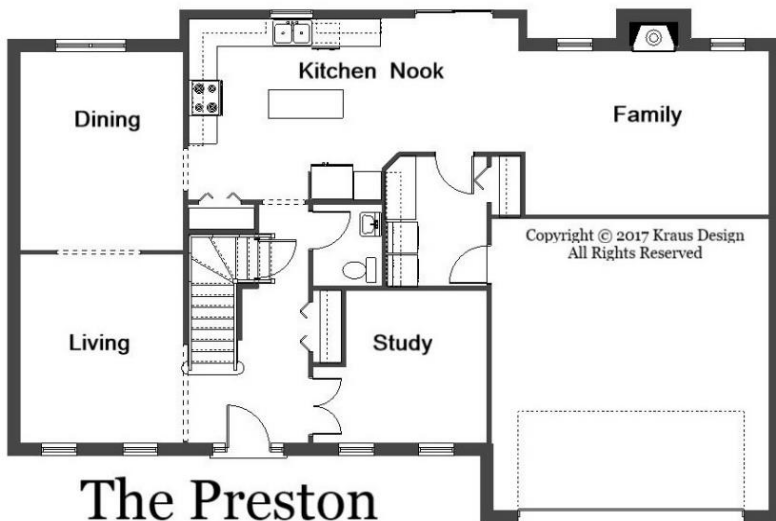 Kitchen Nook
Dining
Family
Copyright © 2017 Kraus Design
All Rights Reserved
Living
Study
The Preston